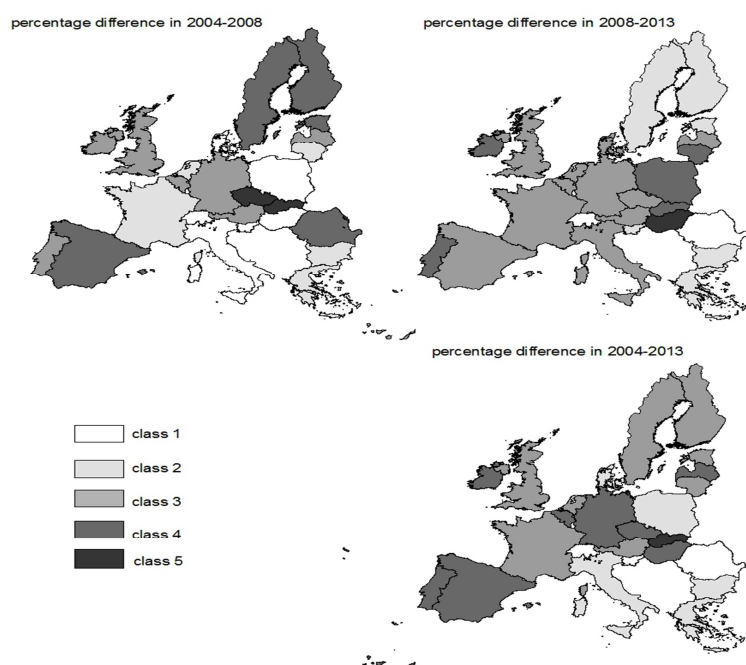 percentage difference in 2004-2008
percentage difference in 2008-2013
percentage difference in 2004-2013
class 1
class 2
class 3
class 4
class 5